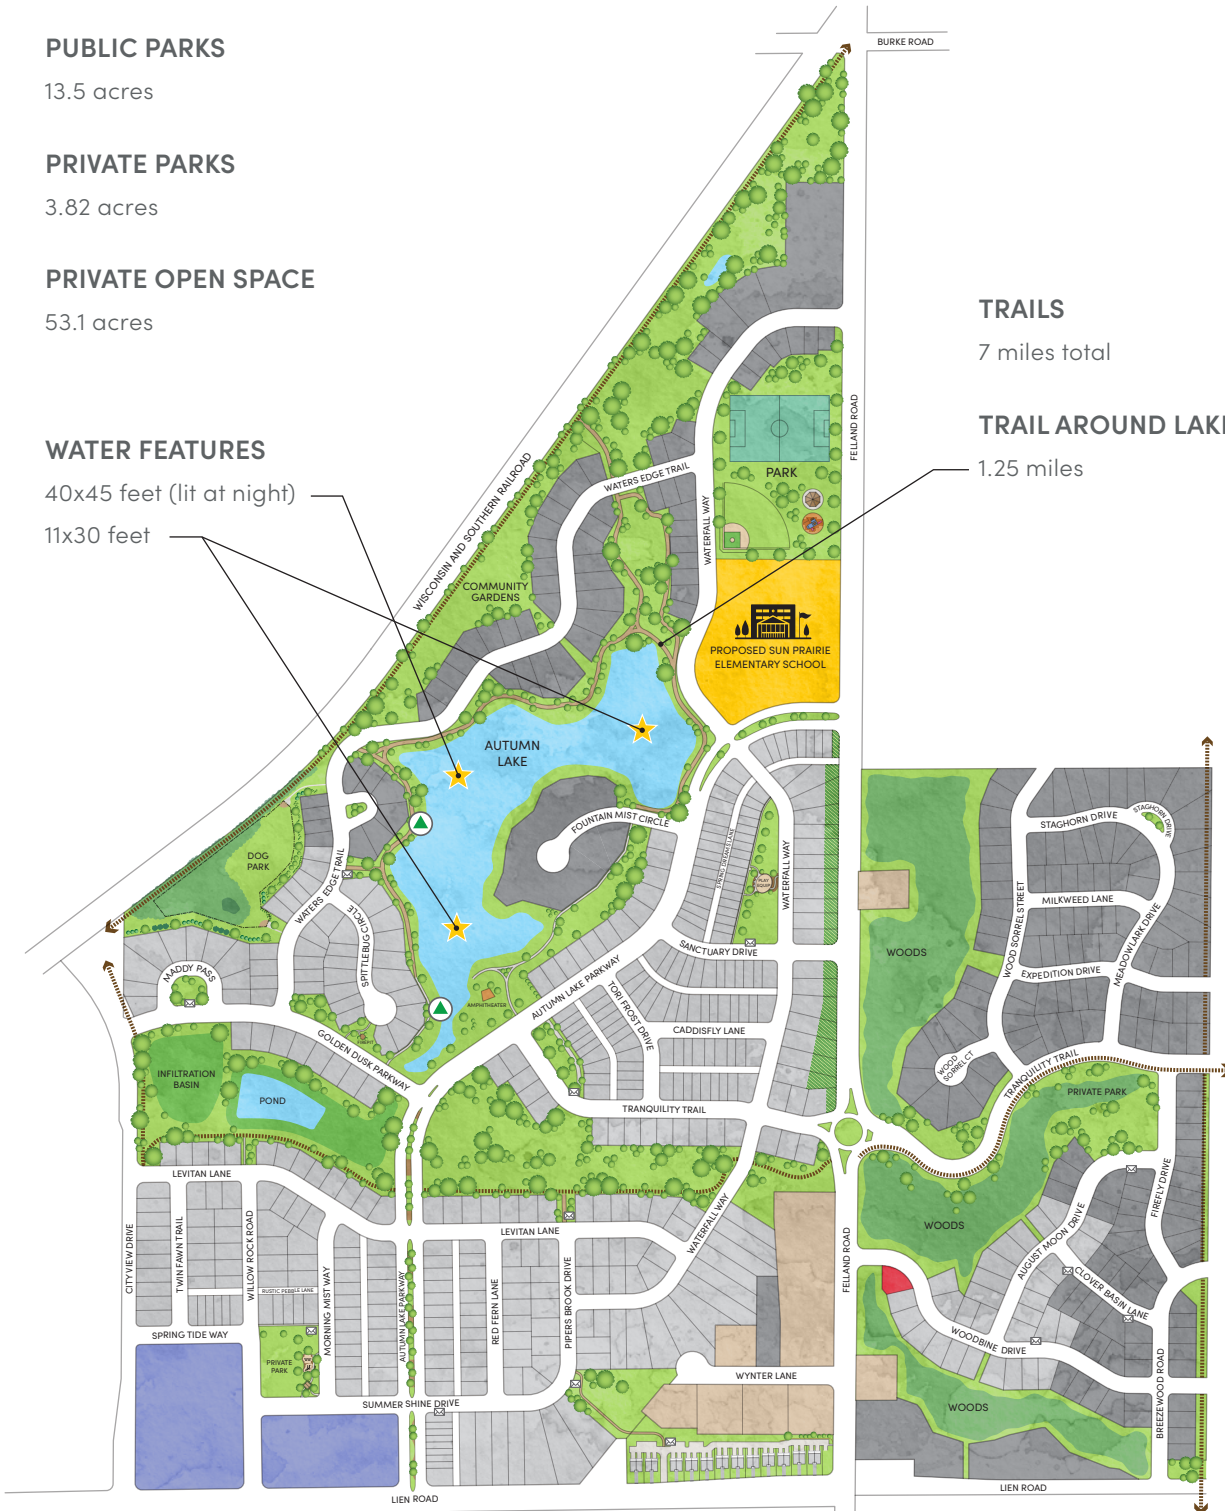 PUBLIC PARKS
13.5 acres
PRIVATE PARKS
3.82 acres
PRIVATE OPEN SPACE
53.1 acres
WATER FEATURES
40x45 feet (lit at night)
11x30 feet
TRAILS
7 miles total
TRAIL AROUND LAKE
1.25 miles
BURKE ROAD
FELLAND ROAD
WISCONSIN AND SOUTHERN RAILROAD
WATERS EDGE TRAIL
PARK
WATERFALL WAY
COMMUNITY
GARDENS
PROPOSED SUN PRAIRIE
ELEMENTARY SCHOOL
AUTUMN
LAKE
FOUNTAIN MIST CIRCLE
DOG
PARK
WATERS EDGE TRAIL
SPITTLEBUG CIRCLE
MADDY PASS
PLAY
WATERFALL WAY
SANCTUARY DRIVE
AUTUMN LAKE PARKWAY
TORI FROST DRIVE
CADDISFLY LANE
AMPHITHEATER
GOLDEN DUSK PARKWAY
INFILTRATION
BASIN
POND
TRANQUILITY TRAIL
STAGHORN DRIVE
STAGHORN DRIVE
MILKWEED LANE
WOOD SORREL STREET
MEADOWLARK DRIVE
EXPEDITION DRIVE
WOODS
WOOD
SORREL CT
TRANQUILITY TRAIL
PRIVATE PARK
LEVITAN LANE
CITY VIEW DRIVE
TWIN FAWN TRAIL
WILLOW ROCK ROAD
RUSTIC PEBBLE LANE
MORNING MIST WAY
AUTUMN LAKE PARKWAY
LEVITAN LANE
RED FERN LANE
PIPERS BROOK DRIVE
WATERFALL WAY
FELLAND ROAD
WOODS
AUGUST MOON DRIVE
FIREFLY DRIVE
CLOVER BASIN LANE
WOODBINE DRIVE
BREEZEWOOD ROAD
SPRING TIDE WAY
PRIVATE
PARK
SUMMER SHINE DRIVE
WYNTER LANE
WOODS
LIEN ROAD
LIEN ROAD